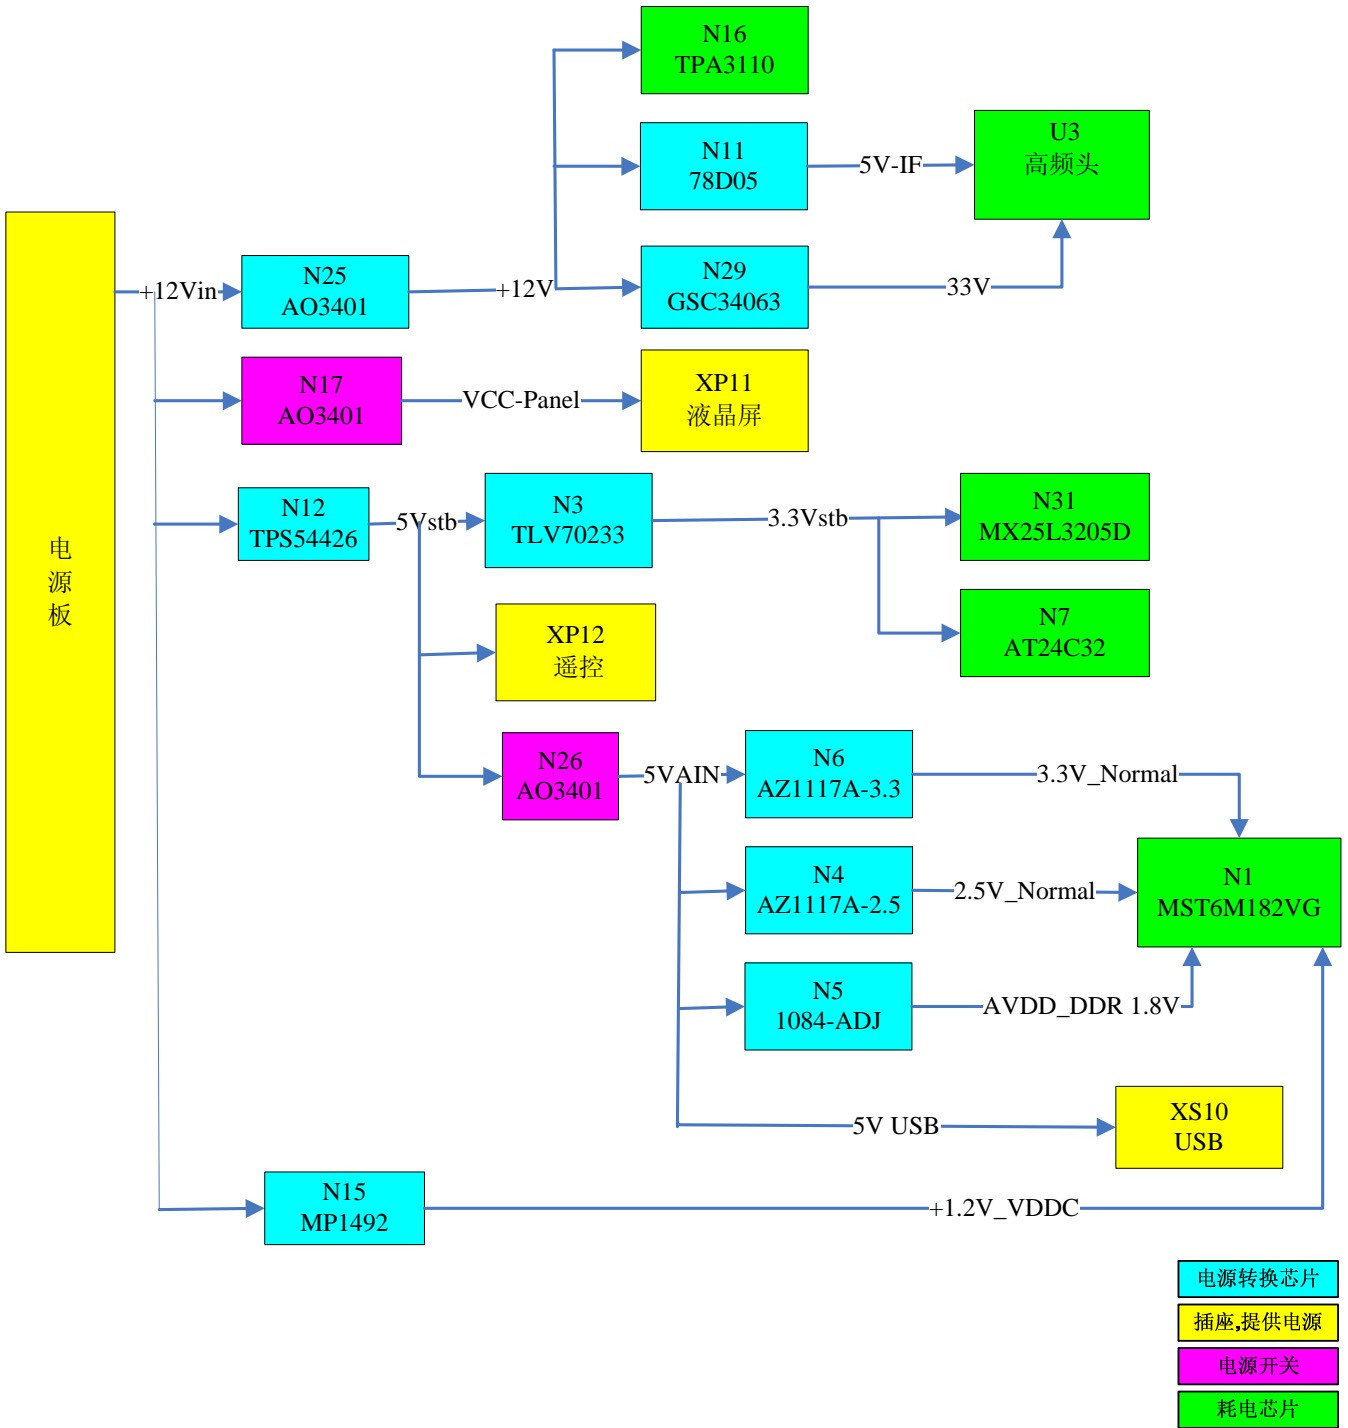 N16
TPA3110
N11
78D05
5V-IF
U3
高频头
+12Vin
N25
AO3401
+12V
N29
GSC34063
33V
N17
AO3401
VCC-Panel
XP11
液晶屏
电
源
板
N12
TPS54426
5Vstb
N3
TLV70233
3.3Vstb
N31
MX25L3205D
N7
AT24C32
XP12
遥控
N26
AO3401
5VAIN
N6
AZ1117A-3.3
3.3V_Normal
N4
AZ1117A-2.5
2.5V_Normal
N1
MST6M182VG
N5
1084-ADJ
AVDD_DDR 1.8V
5V USB
XS10
USB
N15
MP1492
+1.2V_VDDC
电源转换芯片
插座,提供电源
电源开关
耗电芯片